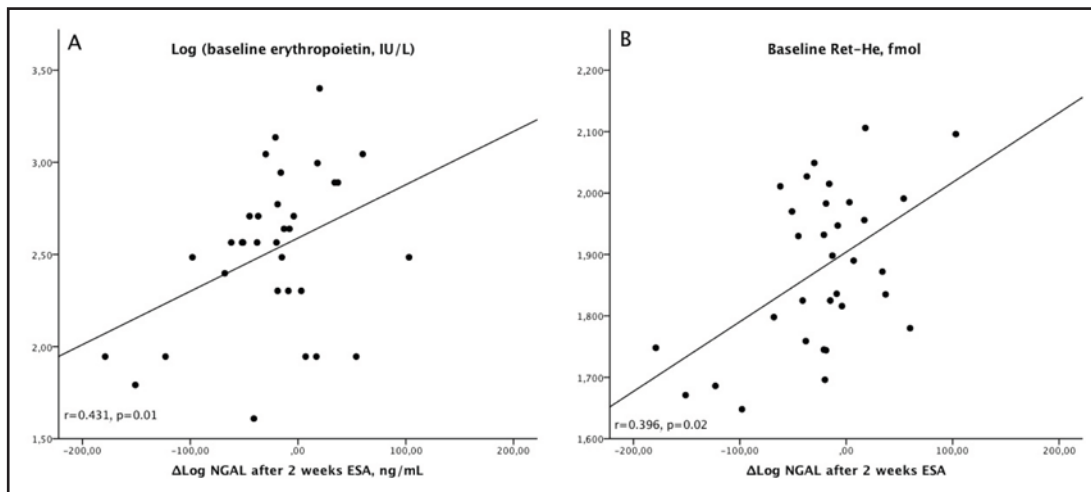 A
Log (baseline erythropoietin, IU/L)
3,50
3,00
2,50
2,00
1,50
r=0.431, p=0.01
-200,00
-100,00
,00
100,00
200,00
ΔLog NGAL after 2 weeks ESA, ng/mL
B
Baseline Ret-He, fmol
2,200
2,100
2,000
1,900
1,800
1,700
1,600
r=0.396, p=0.02
-200,00
-100,00
,00
100,00
200,00
ΔLog NGAL after 2 weeks ESA